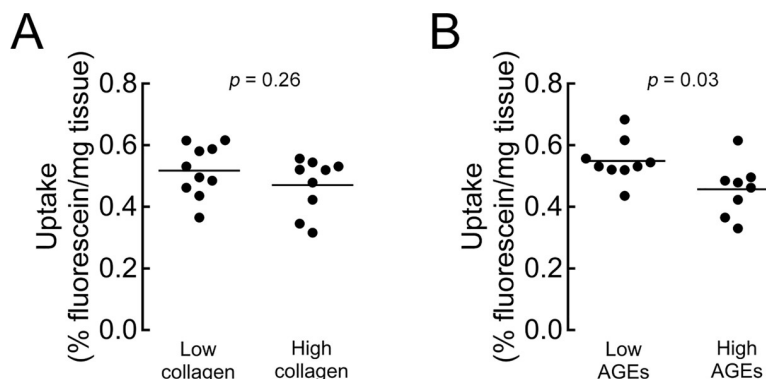 A
Uptake
(% fluorescein/mg tissue)
0.8
0.6
0.4
0.2
0.0
p = 0.26
Low
collagen
High
collagen
B
Uptake
(% fluorescein/mg tissue)
0.8
0.6
0.4
0.2
0.0
p = 0.03
Low
AGEs
High
AGEs